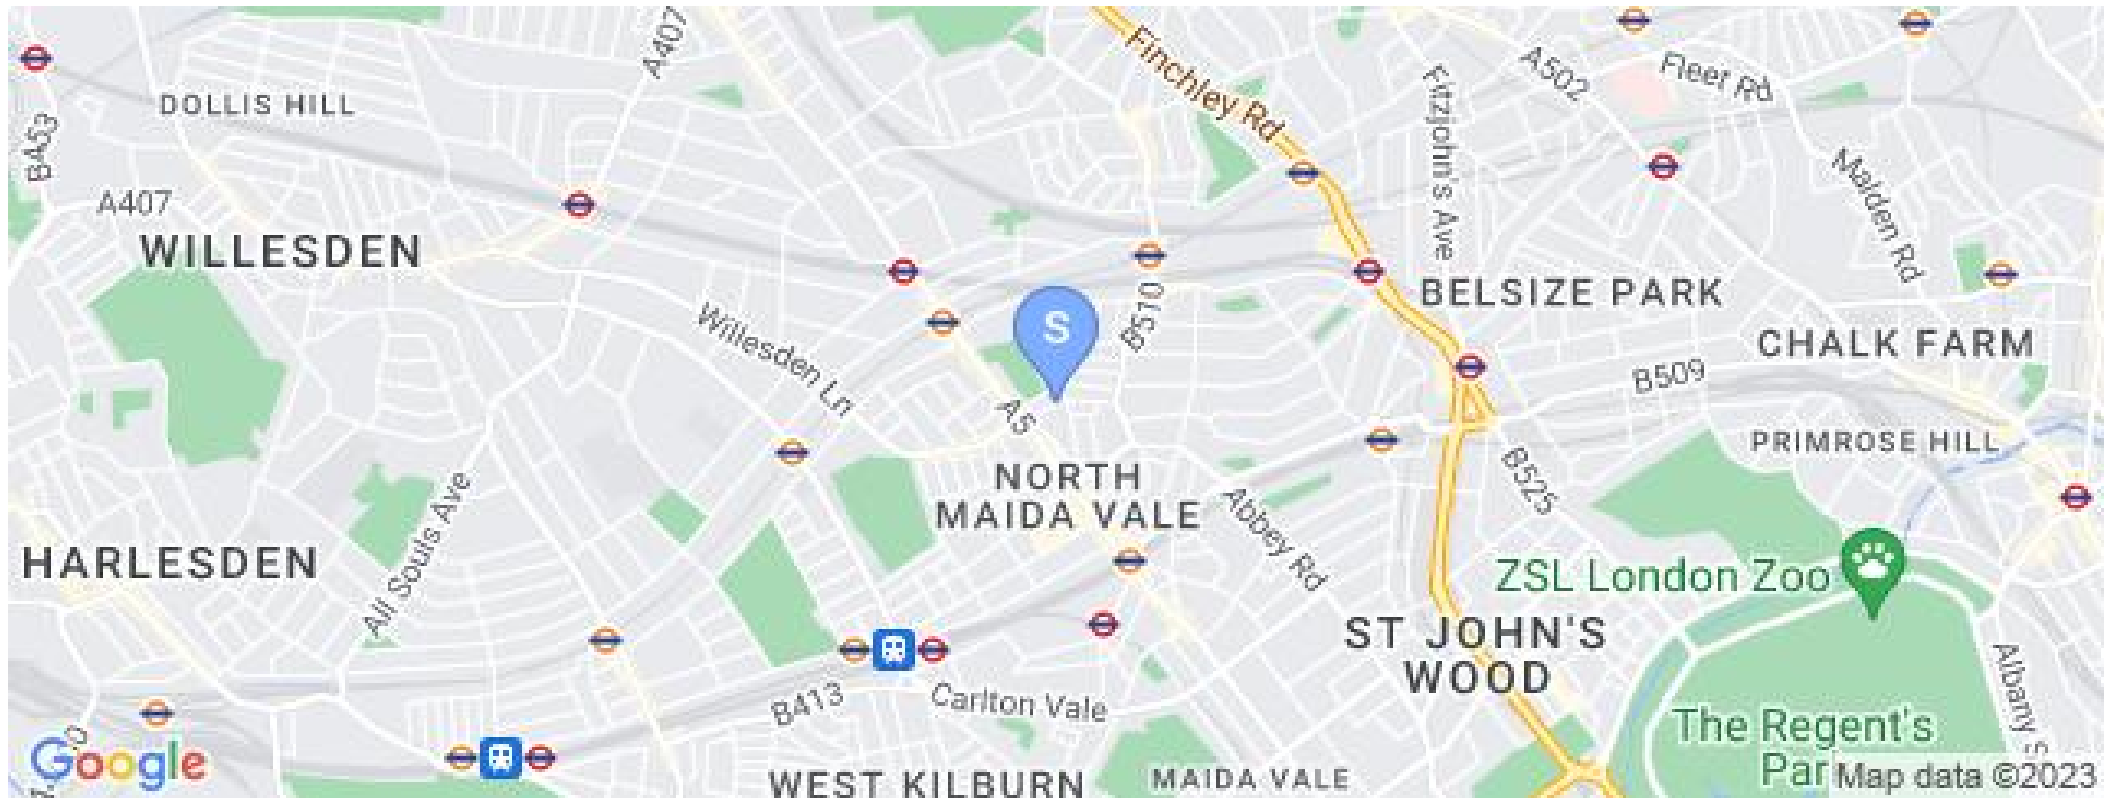 Finchley Rd
A407
A502
Fleet Rd
DOLLIS HILL
B453
Fitzjohn's Ave
Malden Rd
A407
WILLESDEN
BELSIZE PARK
Willesden Ln
S
B510
CHALK FARM
B509
A5
PRIMROSE HILL
NORTH
MAIDA VALE
B525
Abbey Rd
All Souls Ave
HARLESDEN
ZSL London Zoo
ST JOHN'S
WOOD
Albany S
B413
Carlton Vale
The Regent's
Par
Google
WEST KILBURN
MAIDA VALE
Map data ©2023